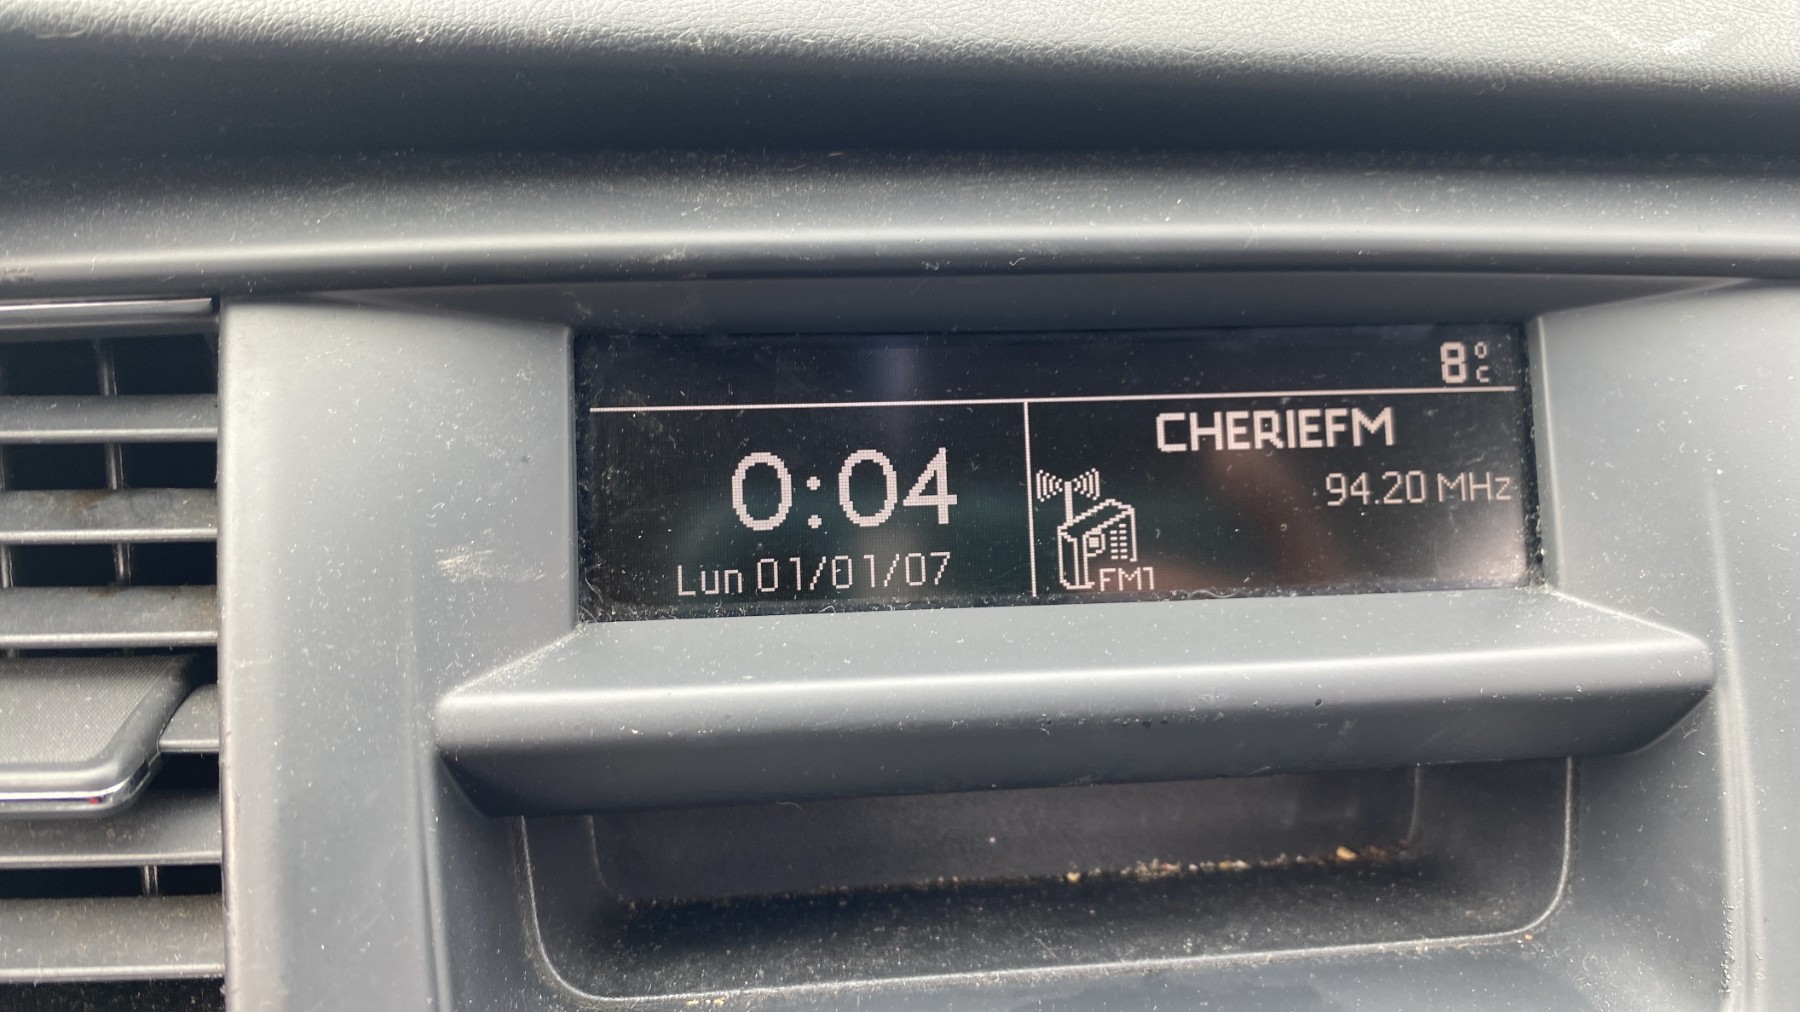 8°C
0:04
Lun 01/01/07
CHERIEFM
94.20 MHz
FM1